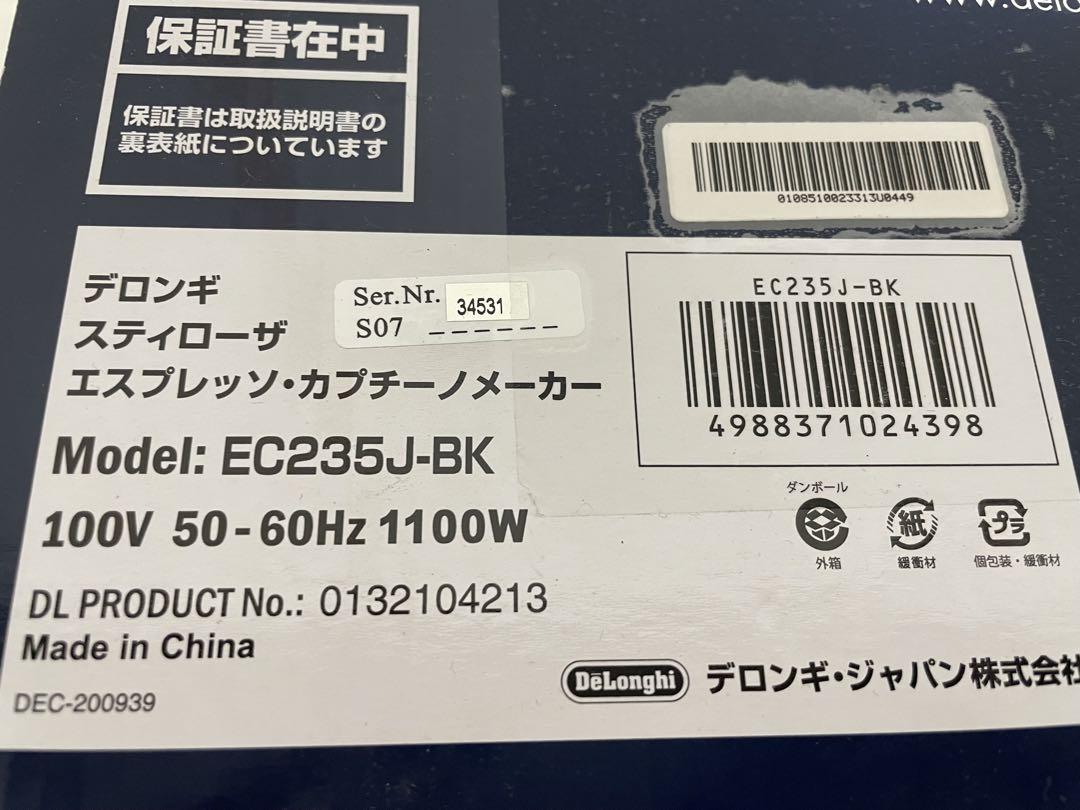 保証書在中
保証書は取扱説明書の
裏表紙についています
0108510023313U0449
デロンギ
スティローザ
エスプレッソ・カプチーノメーカー
Ser.Nr. 34531
S07 ------
Model: EC235J-BK
100V 50-60Hz 1100W
DL PRODUCT No.: 0132104213
Made in China
DEC-200939
EC235J-BK
4988371024398
ダンボール
外箱
紙
緩衝材
プラ
個包装・緩衝材
DeLonghi デロンギ・ジャパン株式会社